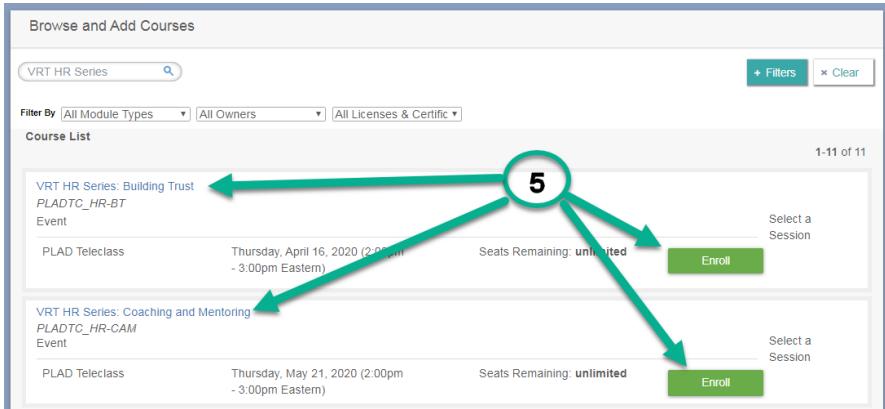 Browse and Add Courses
VRT HR Series
+ Filters
× Clear
Filter By All Module Types All Owners All Licenses & Certific
Course List
1-11 of 11
5
VRT HR Series: Building Trust
PLADTC_HR-BT
Event
Select a
Session
PLAD Teleclass Thursday, April 16, 2020 (2:00pm Seats Remaining: unlimited Enroll
- 3:00pm Eastern)
VRT HR Series: Coaching and Mentoring
PLADTC_HR-CAM
Event
Select a
Session
PLAD Teleclass Thursday, May 21, 2020 (2:00pm Seats Remaining: unlimited Enroll
- 3:00pm Eastern)